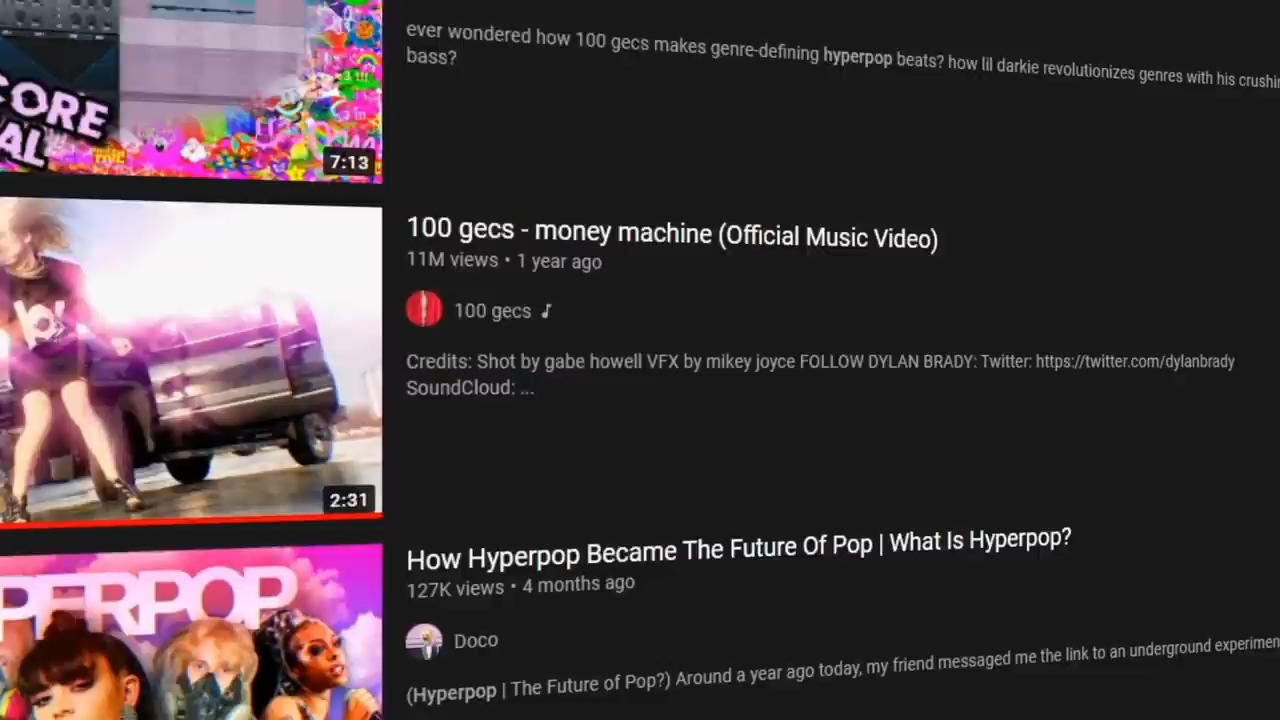 ever wondered how 100 gecs makes genre-defining hyperpop beats? how lil darkie revolutionizes genres with his crushin
bass?
CORE
AL
7:13
100 gecs - money machine (Official Music Video)
11M views • 1 year ago
100 gecs
Credits: Shot by gabe howell VFX by mikey joyce FOLLOW DYLAN BRADY: Twitter: https://twitter.com/dylanbrady
SoundCloud: ...
2:31
How Hyperpop Became The Future Of Pop | What Is Hyperpop?
127K views • 4 months ago
PERPOP
Doco
(Hyperpop | The Future of Pop?) Around a year ago today, my friend messaged me the link to an underground experimen